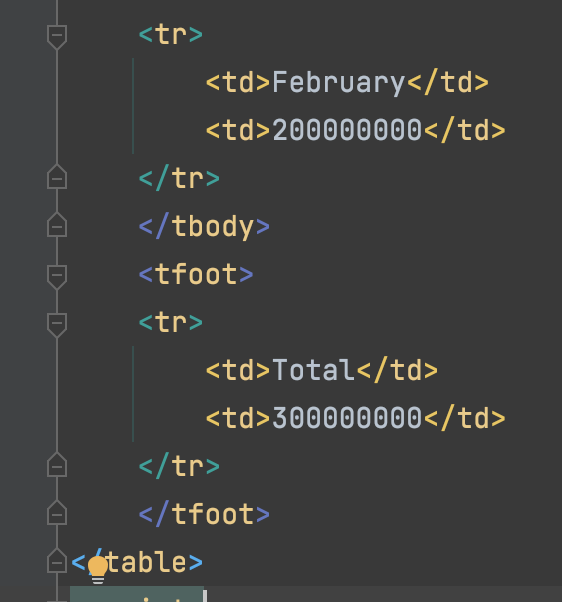 <tr>
<td>February</td>
<td>200000000</td>
</tr>
</tbody>
<tfoot>
<tr>
<td>Total</td>
<td>300000000</td>
</tr>
</tfoot>
</table>